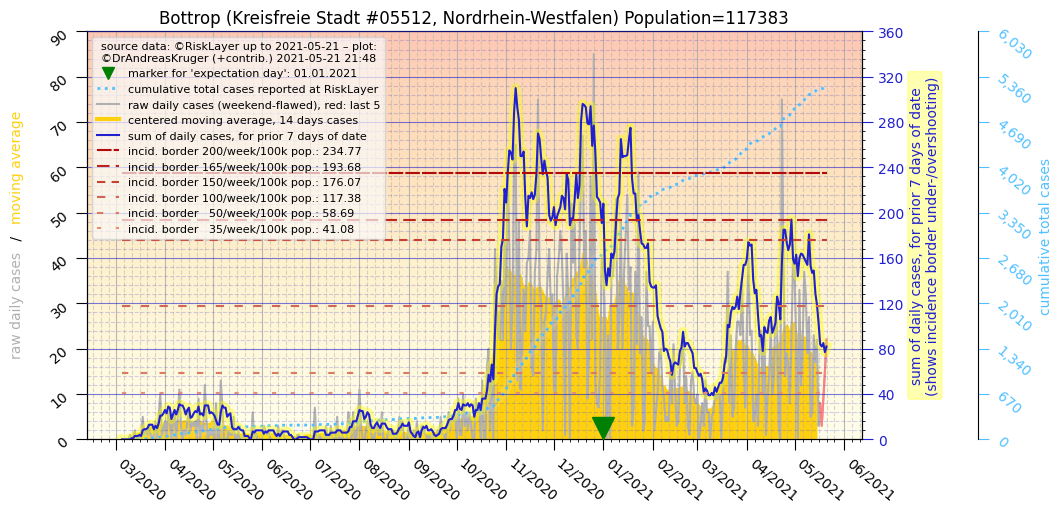 Bottrop (Kreisfreie Stadt #05512, Nordrhein-Westfalen) Population=117383
source data: ©RiskLayer up to 2021-05-21 – plot:
©DrAndreasKruger (+contrib.) 2021-05-21 21:48
marker for 'expectation day': 01.01.2021
cumulative total cases reported at RiskLayer
raw daily cases (weekend-flawed), red: last 5
centered moving average, 14 days cases
sum of daily cases, for prior 7 days of date
incid. border 200/week/100k pop.: 234.77
incid. border 165/week/100k pop.: 193.68
incid. border 150/week/100k pop.: 176.07
incid. border 100/week/100k pop.: 117.38
incid. border   50/week/100k pop.: 58.69
incid. border   35/week/100k pop.: 41.08
raw daily cases / moving average
90
80
70
60
50
40
30
20
10
0
03/2020
04/2020
05/2020
06/2020
07/2020
08/2020
09/2020
10/2020
11/2020
12/2020
01/2021
02/2021
03/2021
04/2021
05/2021
06/2021
360
320
280
240
200
160
120
80
40
0
sum of daily cases, for prior 7 days of date
(shows incidence border under-/overshooting)
6,030
5,360
4,690
4,020
3,350
2,680
2,010
1,340
670
0
cumulative total cases